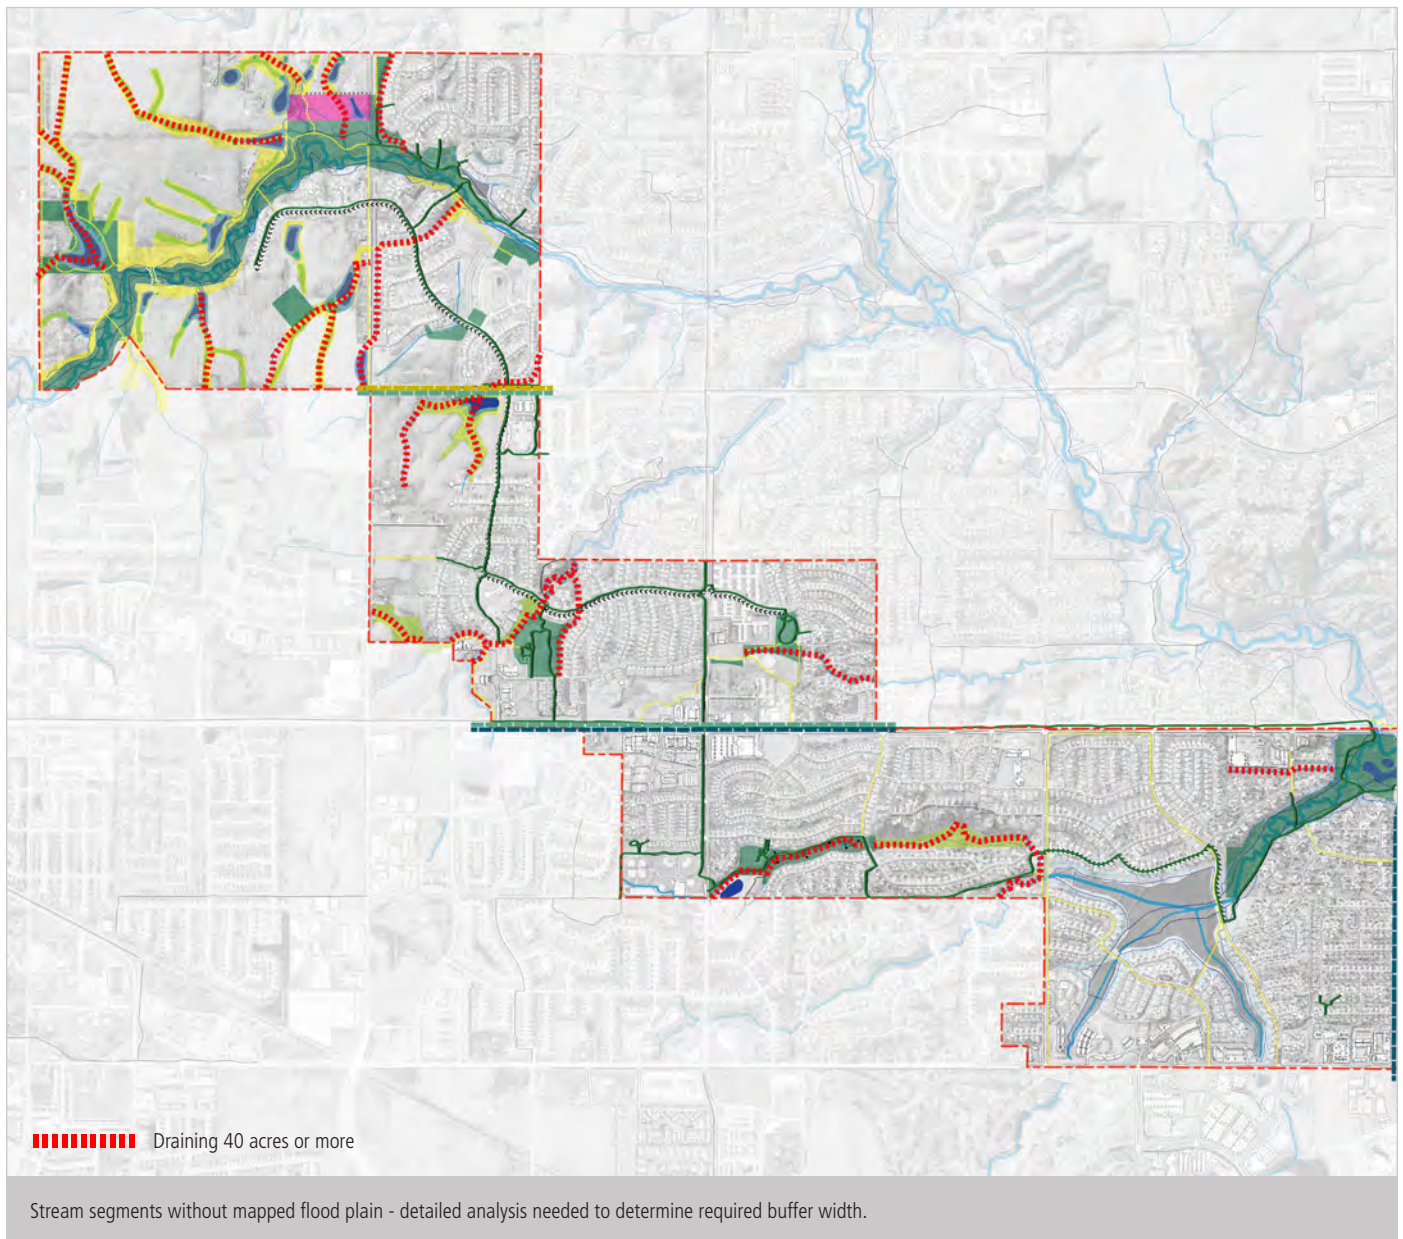 Draining 40 acres or more
Stream segments without mapped flood plain - detailed analysis needed to determine required buffer width.